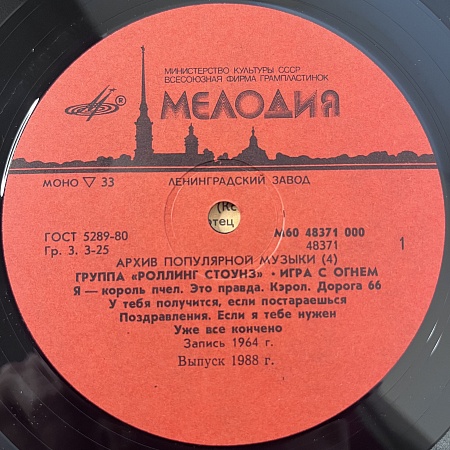 МИНИСТЕРСТВО КУЛЬТУРЫ СССР
ВСЕСОЮЗНАЯ ФИРМА ГРАМПЛАСТИНОК
® МЕЛОДИЯ
МОНО ▽ 33 ЛЕНИНГРАДСКИЙ ЗАВОД
ГОСТ 5289-80 М60 48371 000
Гр. 3. 3-25 48371 1
АРХИВ ПОПУЛЯРНОЙ МУЗЫКИ (4)
ГРУППА «РОЛЛИНГ СТОУНЗ» · ИГРА С ОГНЕМ
Я — король пчел. Это правда. Кэрол. Дорога 66
У тебя получится, если постараешься
Поздравления. Если я тебе нужен
Уже все кончено
Запись 1964 г.
Выпуск 1988 г.